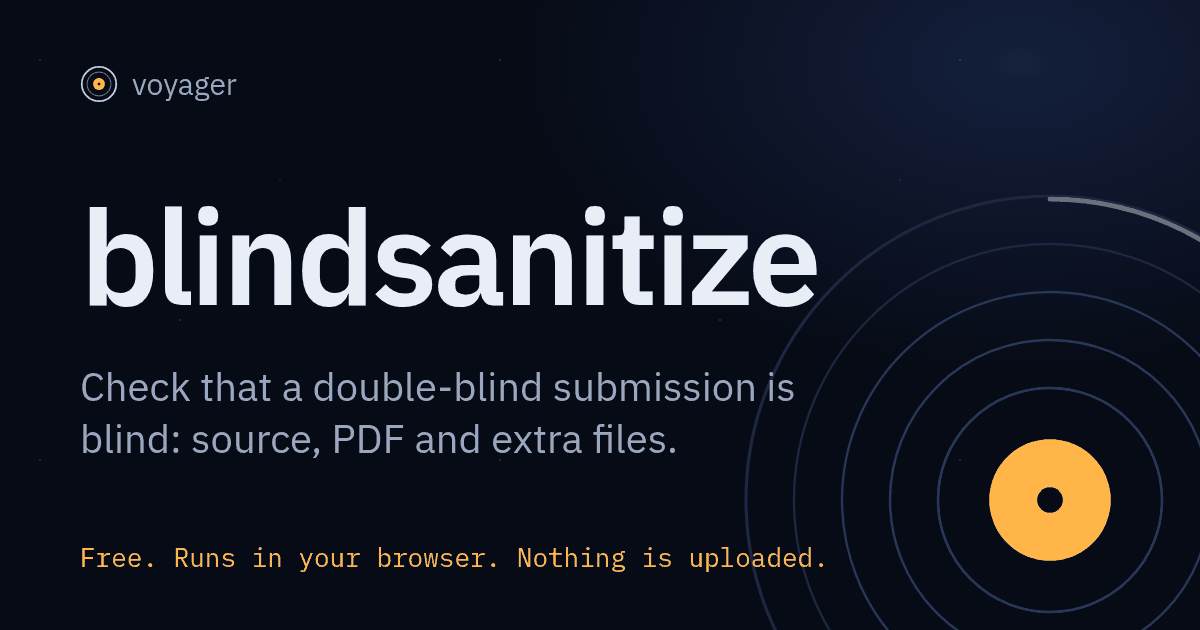 voyager
blindsanitize
Check that a double-blind submission is
blind: source, PDF and extra files.
Free. Runs in your browser. Nothing is uploaded.